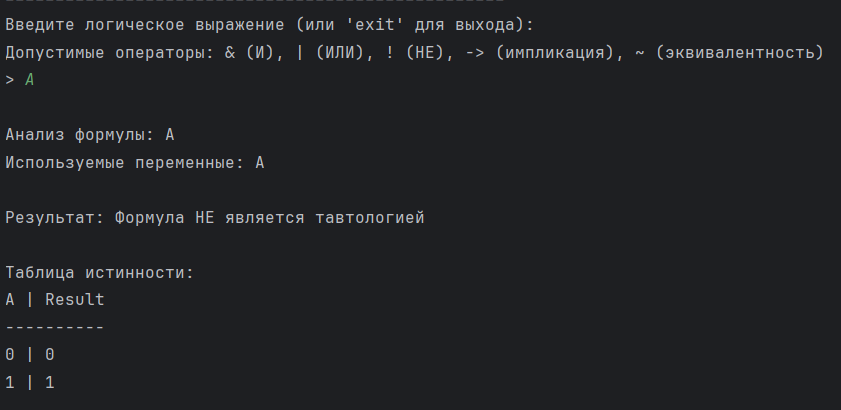 Введите логическое выражение (или 'exit' для выхода):
Допустимые операторы: & (И), | (ИЛИ), ! (НЕ), -> (импликация), ~ (эквивалентность)
> A
Анализ формулы: A
Используемые переменные: A
Результат: Формула НЕ является тавтологией
Таблица истинности:
A | Result
----------
0 | 0
1 | 1